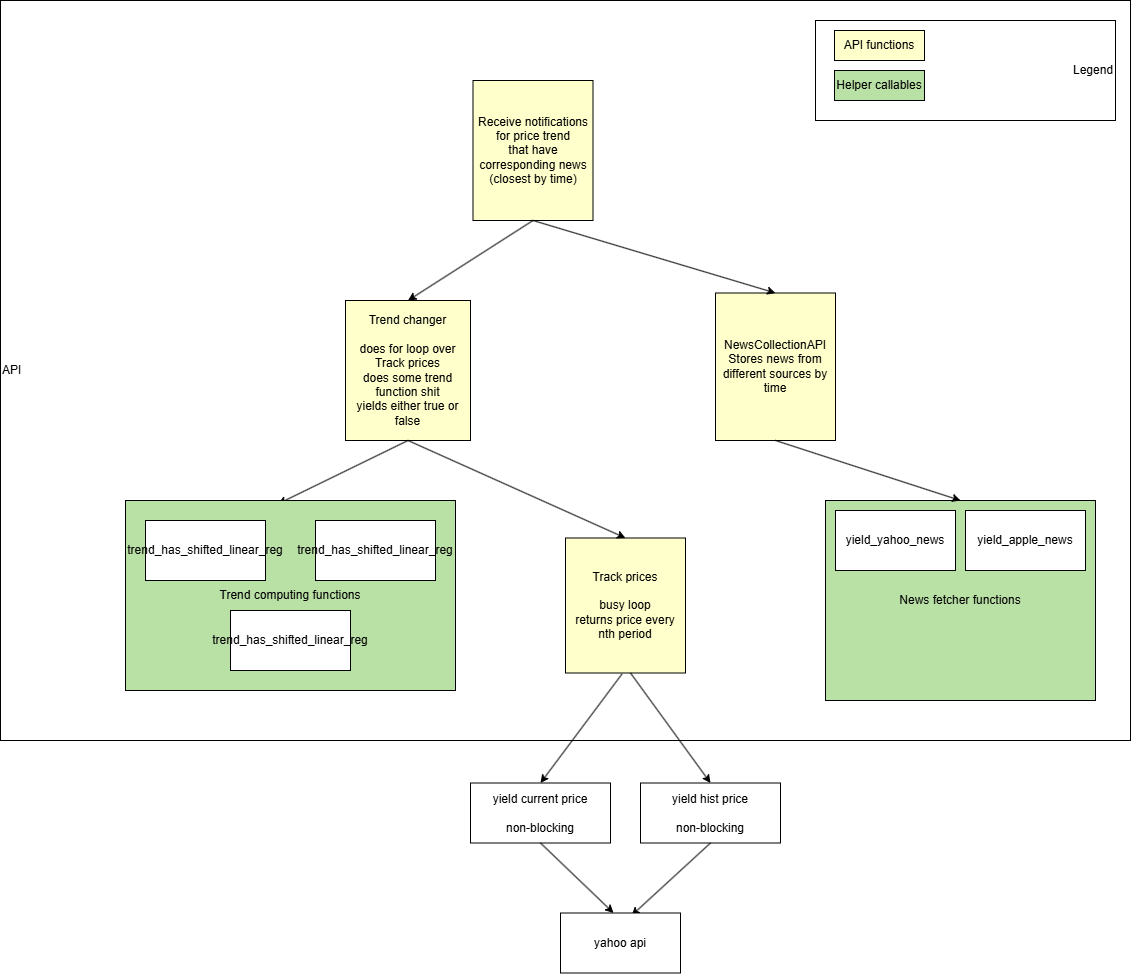 API functions
Legend
Helper callables
Receive notifications
for price trend
that have
corresponding news
(closest by time)
Trend changer
does for loop over
Track prices
does some trend
function shit
yields either true or
false
NewsCollectionAPI
Stores news from
different sources by
time
API
trend_has_shifted_linear_reg
trend_has_shifted_linear_reg
Trend computing functions
trend_has_shifted_linear_reg
Track prices
busy loop
returns price every
nth period
yield_yahoo_news
yield_apple_news
News fetcher functions
yield current price
non-blocking
yield hist price
non-blocking
yahoo api